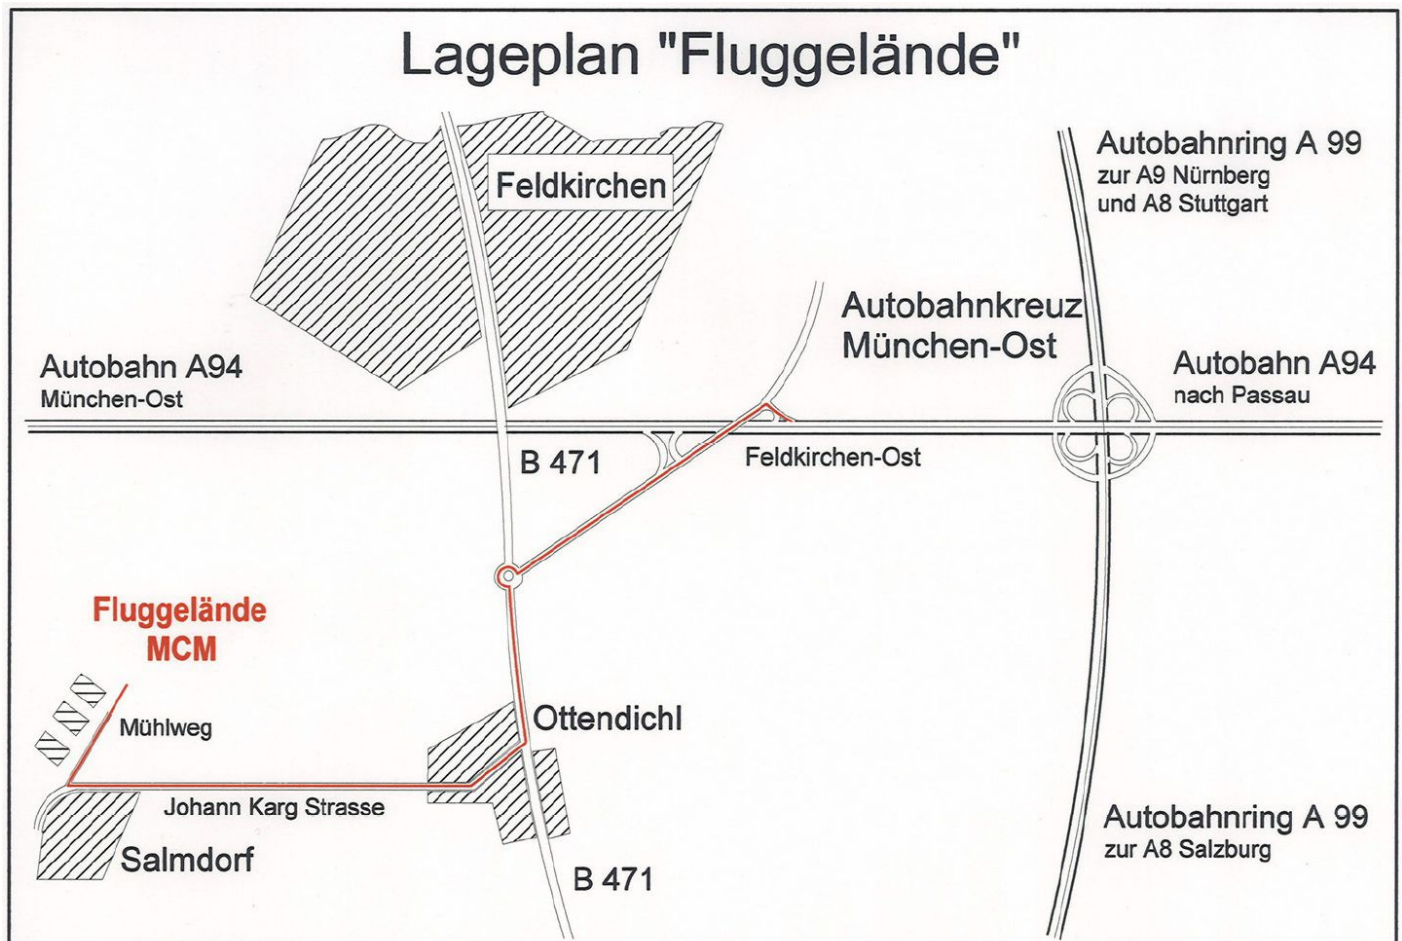 Lageplan "Fluggelände"
Feldkirchen
Autobahnring A 99
zur A9 Nürnberg
und A8 Stuttgart
Autobahnkreuz
München-Ost
Autobahn A94
München-Ost
Autobahn A94
nach Passau
B 471
Feldkirchen-Ost
Fluggelände
MCM
Mühlweg
Ottendichl
Johann Karg Strasse
Salmdorf
B 471
Autobahnring A 99
zur A8 Salzburg